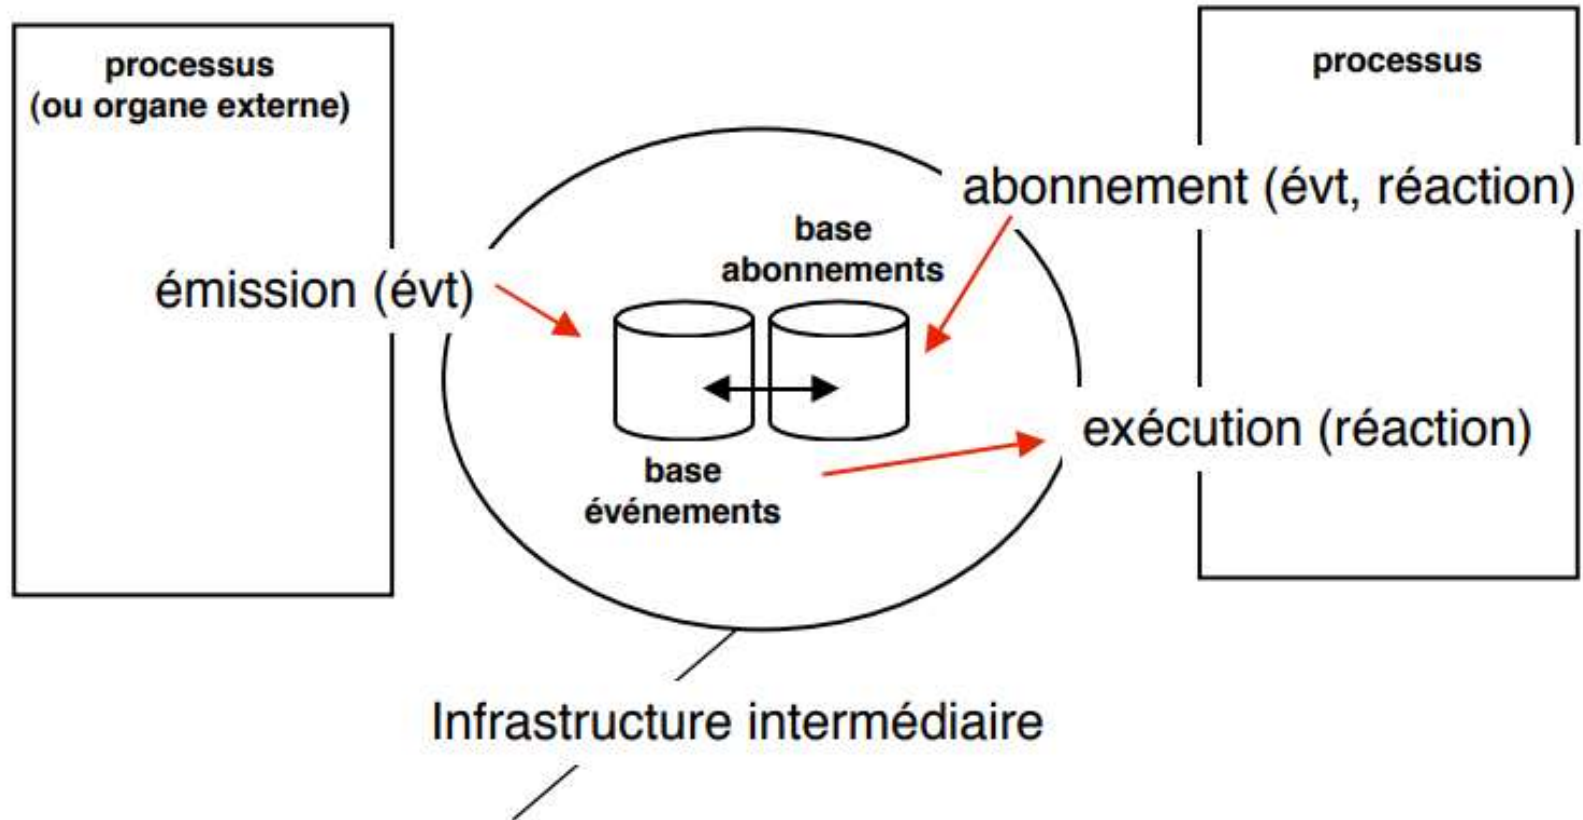 processus
(ou organe externe)
processus
abonnement (évt, réaction)
base
abonnements
émission (évt)
exécution (réaction)
base
événements
Infrastructure intermédiaire